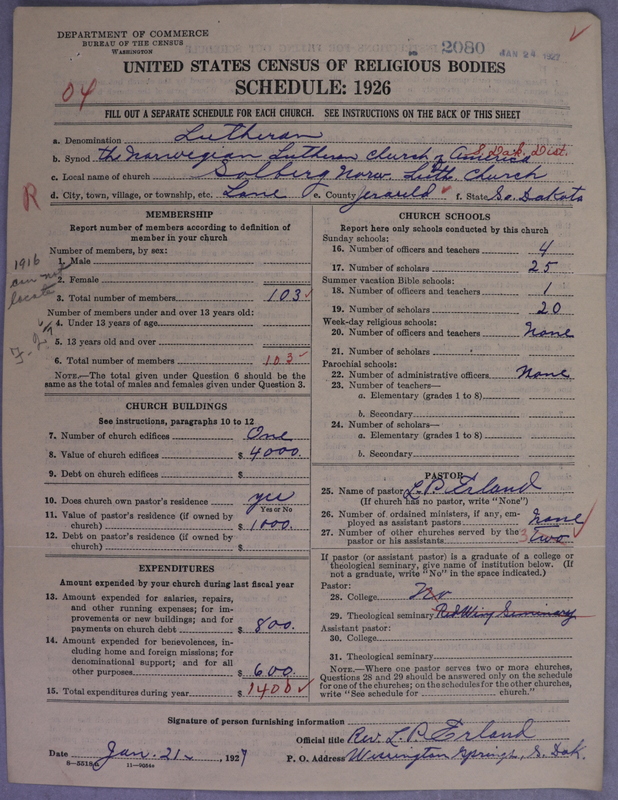 DEPARTMENT OF COMMERCE
BUREAU OF THE CENSUS
WASHINGTON
2080
JAN 24 1927
UNITED STATES CENSUS OF RELIGIOUS BODIES
SCHEDULE: 1926
04
FILL OUT A SEPARATE SCHEDULE FOR EACH CHURCH. SEE INSTRUCTIONS ON THE BACK OF THIS SHEET
a. Denomination Lutheran
b. Synod the Norwegian Lutheran Church of America S. Dak. Dist.
c. Local name of church Solberg Norw. Luth. Church
R
d. City, town, village, or township, etc. Lane e. County Jerauld f. State So. Dakota
MEMBERSHIP
Report number of members according to definition of member in your church
Number of members, by sex:
1916
1. Male
2. Female
3. Total number of members 103
Number of members under and over 13 years old:
4. Under 13 years of age
5. 13 years old and over
6. Total number of members 103
NOTE.—The total given under Question 6 should be the same as the total of males and females given under Question 3.
CHURCH BUILDINGS
See instructions, paragraphs 10 to 12
7. Number of church edifices One
8. Value of church edifices $ 4000.
9. Debt on church edifices $
10. Does church own pastor's residence yes
Yes or No
11. Value of pastor's residence (if owned by church) $ 1000.
12. Debt on pastor's residence (if owned by church) $
EXPENDITURES
Amount expended by your church during last fiscal year
13. Amount expended for salaries, repairs, and other running expenses; for improvements or new buildings; and for payments on church debt $ 800.
14. Amount expended for benevolences, including home and foreign missions; for denominational support; and for all other purposes $ 600.
15. Total expenditures during year $ 1400
CHURCH SCHOOLS
Report here only schools conducted by this church
Sunday schools:
16. Number of officers and teachers 4
17. Number of scholars 25
Summer vacation Bible schools:
18. Number of officers and teachers 1
19. Number of scholars 20
Week-day religious schools:
20. Number of officers and teachers None
21. Number of scholars
Parochial schools:
22. Number of administrative officers None
23. Number of teachers—
a. Elementary (grades 1 to 8)
b. Secondary
24. Number of scholars—
a. Elementary (grades 1 to 8)
b. Secondary
PASTOR
25. Name of pastor L. P. Erland
(If church has no pastor, write "None")
26. Number of ordained ministers, if any, employed as assistant pastors None
27. Number of other churches served by the pastor or his assistants 3 two
If pastor (or assistant pastor) is a graduate of a college or theological seminary, give name of institution below. (If not a graduate, write "No" in the space indicated.)
Pastor:
28. College No
29. Theological seminary Red Wing Seminary
Assistant pastor:
30. College
31. Theological seminary
NOTE.—Where one pastor serves two or more churches, Questions 28 and 29 should be answered only on the schedule for one of the churches; on the schedules for the other churches, write "See schedule for church."
Signature of person furnishing information
Official title Rev. L. P. Erland
Date Jan. 21, 1927 P. O. Address Wessington Springs, S. Dak.